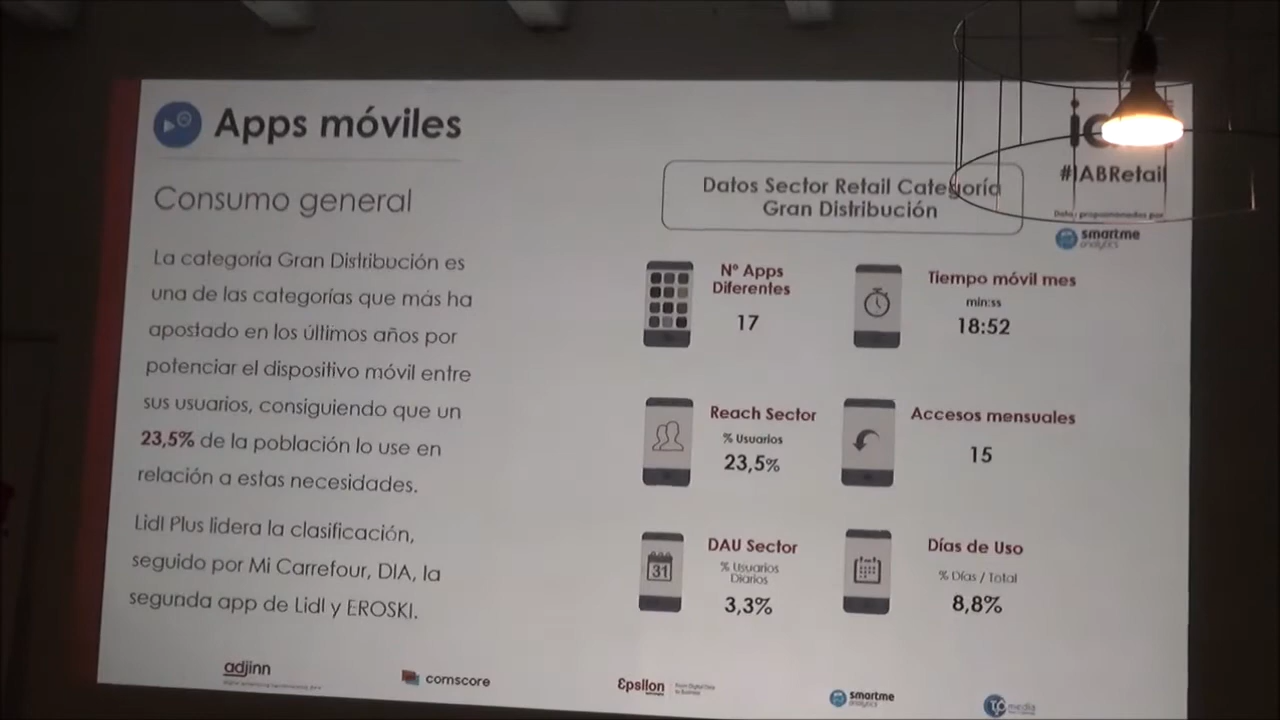 Apps móviles
Consumo general
La categoría Gran Distribución es
una de las categorías que más ha
apostado en los últimos años por
potenciar el dispositivo móvil entre
sus usuarios, consiguiendo que un
23,5% de la población lo use en
relación a estas necesidades.
Lidl Plus lidera la clasificación,
seguido por Mi Carrefour, DIA, la
segunda app de Lidl y EROSKI.
#IABRetail
Datos proporcionados por
smartme
analytics
Datos Sector Retail Categoría
Gran Distribución
Nº Apps
Diferentes
17
Tiempo móvil mes
min:ss
18:52
Reach Sector
% Usuarios
23,5%
Accesos mensuales
15
DAU Sector
% Usuarios
Diarios
3,3%
31
Días de Uso
% Días / Total
8,8%
adjinn
comscore
Epsilon
smartme
analytics
media